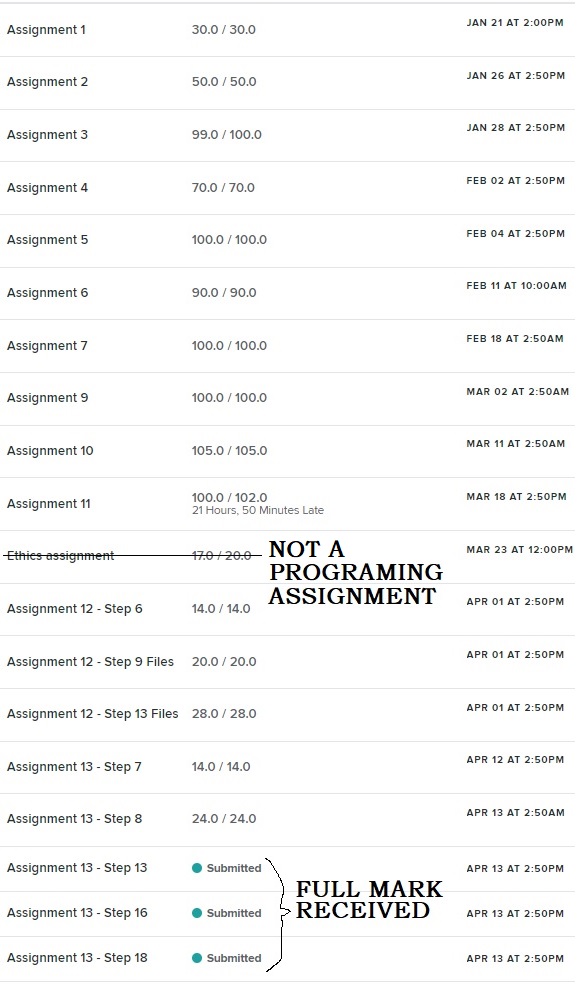 Assignment 1 30.0 / 30.0 JAN 21 AT 2:00PM
Assignment 2 50.0 / 50.0 JAN 26 AT 2:50PM
Assignment 3 99.0 / 100.0 JAN 28 AT 2:50PM
Assignment 4 70.0 / 70.0 FEB 02 AT 2:50PM
Assignment 5 100.0 / 100.0 FEB 04 AT 2:50PM
Assignment 6 90.0 / 90.0 FEB 11 AT 10:00AM
Assignment 7 100.0 / 100.0 FEB 18 AT 2:50AM
Assignment 9 100.0 / 100.0 MAR 02 AT 2:50AM
Assignment 10 105.0 / 105.0 MAR 11 AT 2:50AM
Assignment 11 100.0 / 102.0 MAR 18 AT 2:50PM
21 Hours, 50 Minutes Late
Ethics assignment 17.0 / 20.0 MAR 23 AT 12:00PM
NOT A
PROGRAMING
ASSIGNMENT
Assignment 12 - Step 6 14.0 / 14.0 APR 01 AT 2:50PM
Assignment 12 - Step 9 Files 20.0 / 20.0 APR 01 AT 2:50PM
Assignment 12 - Step 13 Files 28.0 / 28.0 APR 01 AT 2:50PM
Assignment 13 - Step 7 14.0 / 14.0 APR 12 AT 2:50PM
Assignment 13 - Step 8 24.0 / 24.0 APR 13 AT 2:50AM
Assignment 13 - Step 13 Submitted APR 13 AT 2:50PM
FULL MARK
RECEIVED
Assignment 13 - Step 16 Submitted APR 13 AT 2:50PM
Assignment 13 - Step 18 Submitted APR 13 AT 2:50PM